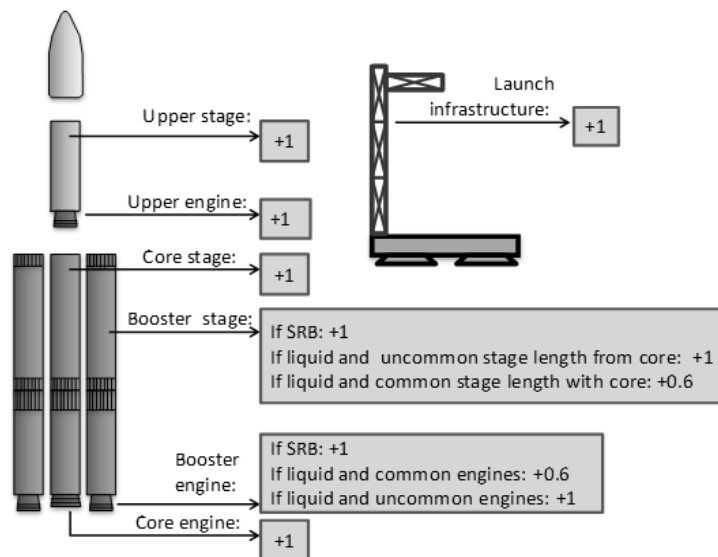 Upper stage:
+1
Upper engine:
+1
Core stage:
+1
Booster stage:
If SRB: +1
If liquid and uncommon stage length from core: +1
If liquid and common stage length with core: +0.6
Booster
engine:
If SRB: +1
If liquid and common engines: +0.6
If liquid and uncommon engines: +1
Core engine:
+1
Launch
infrastructure:
+1